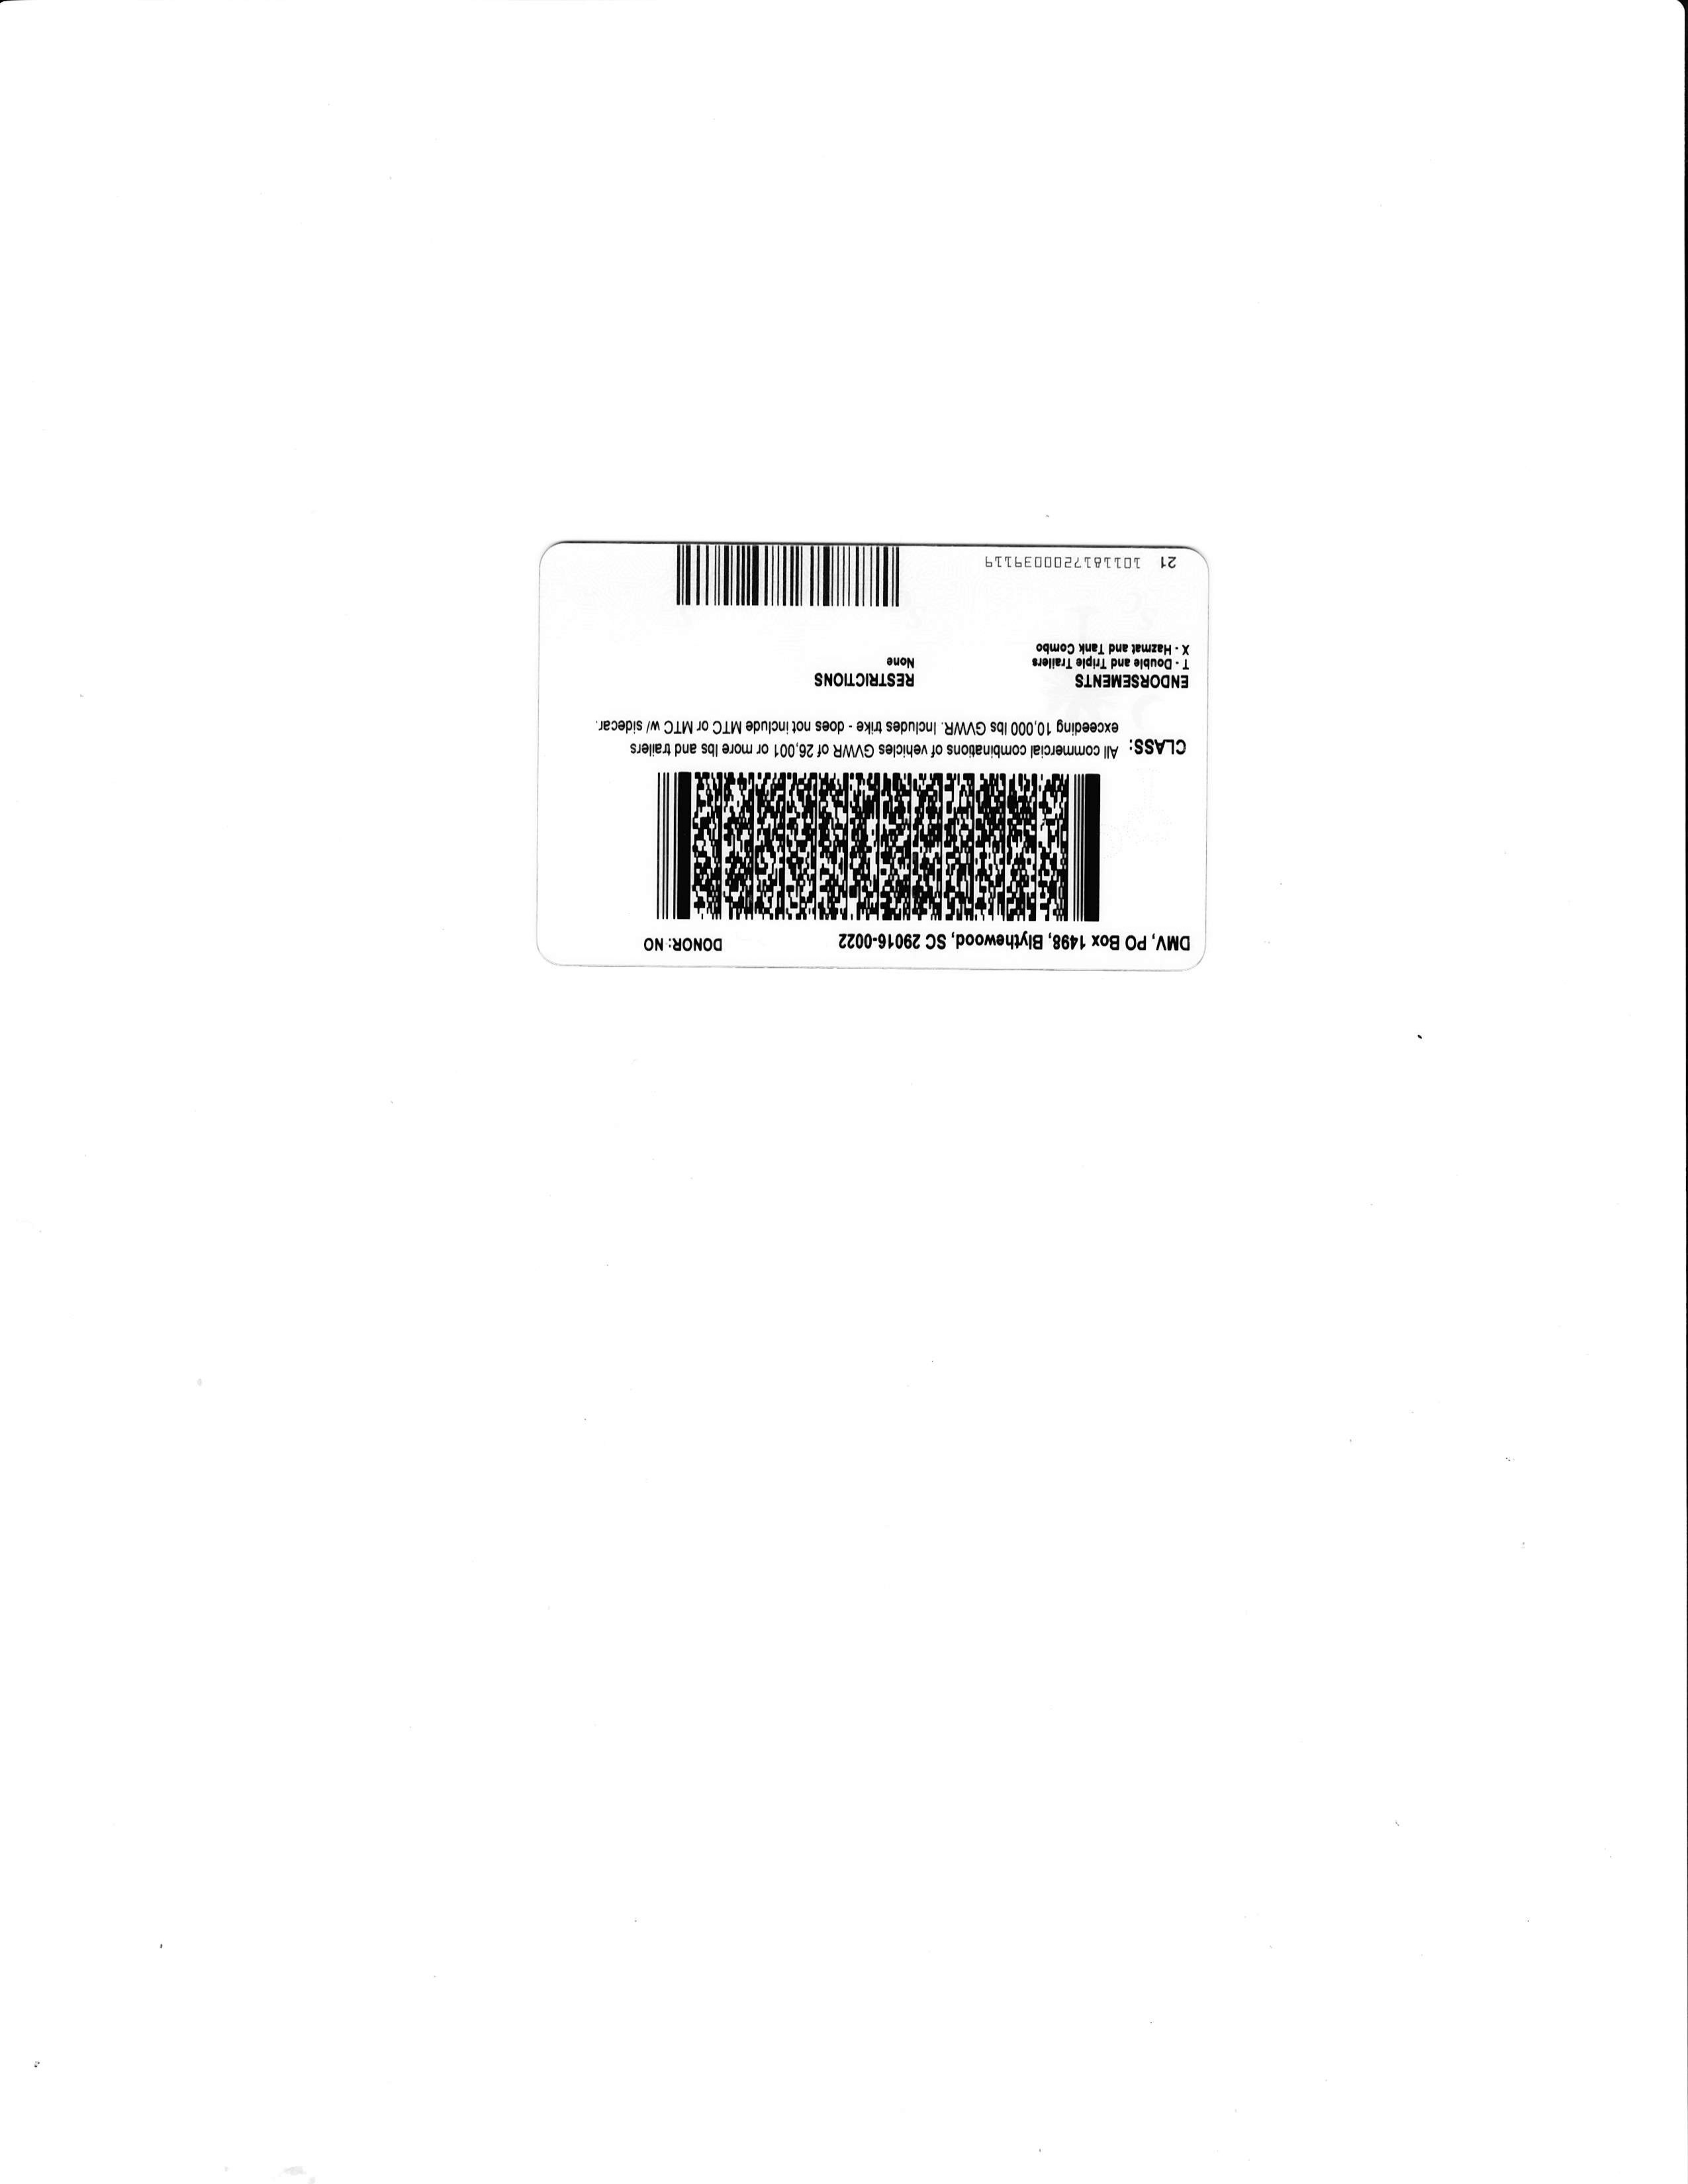 DMV, PO Box 1498, Blythewood, SC 29016-0022 DONOR: NO
CLASS: All commercial combinations of vehicles GVWR of 26,001 or more lbs and trailers
exceeding 10,000 lbs GVWR. Includes trike - does not include MTC or MTC w/ sidecar.
ENDORSEMENTS RESTRICTIONS
T - Double and Triple Trailers None
X - Hazmat and Tank Combo
21 1011817200039119